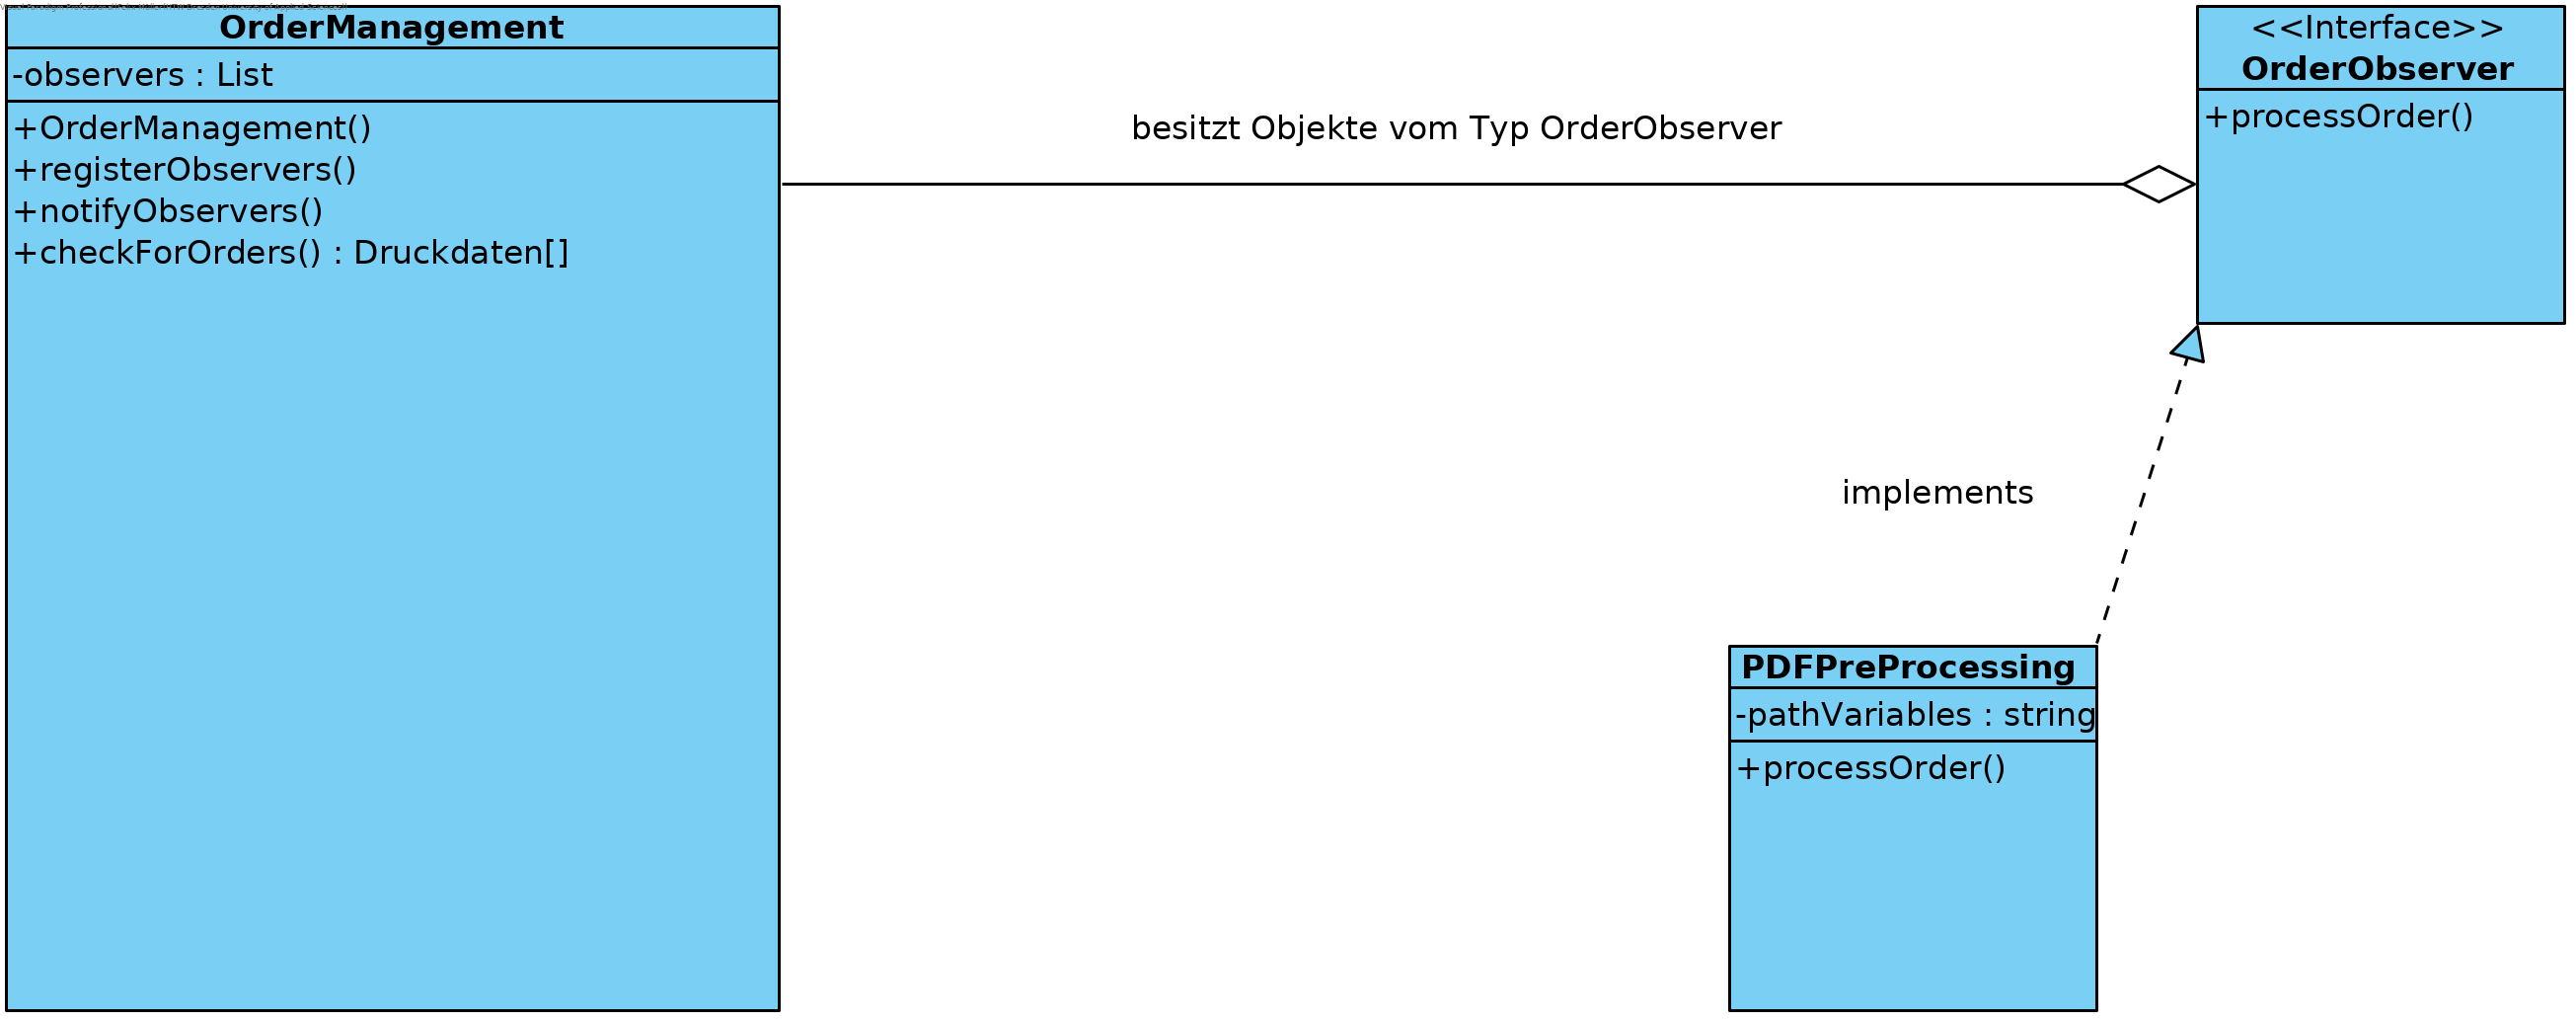 OrderManagement
-observers : List
+OrderManagement()
+registerObservers()
+notifyObservers()
+checkForOrders() : Druckdaten[]
besitzt Objekte vom Typ OrderObserver
<<Interface>>
OrderObserver
+processOrder()
implements
PDFPreProcessing
-pathVariables : string
+processOrder()